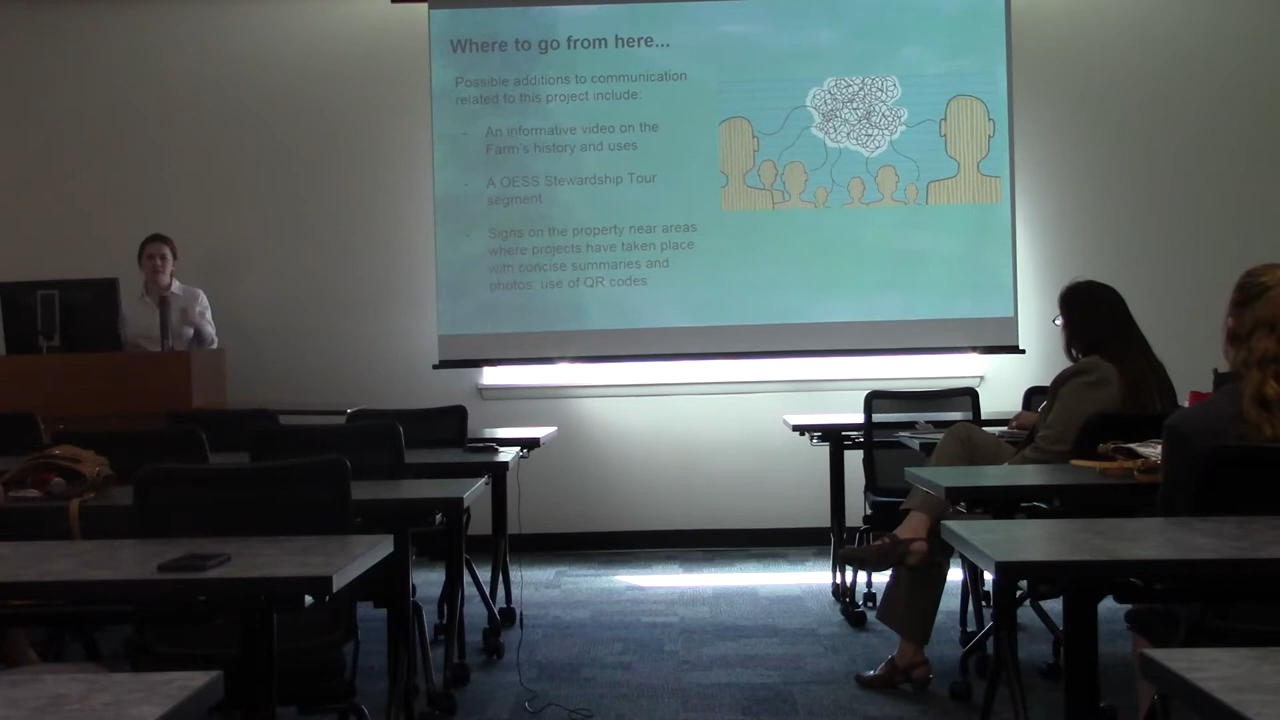 Where to go from here...
Possible additions to communication
related to this project include:
- An informative video on the
Farm's history and uses
- A OESS Stewardship Tour
segment
- Signs on the property near areas
where projects have taken place
with concise summaries and
photos: use of QR codes